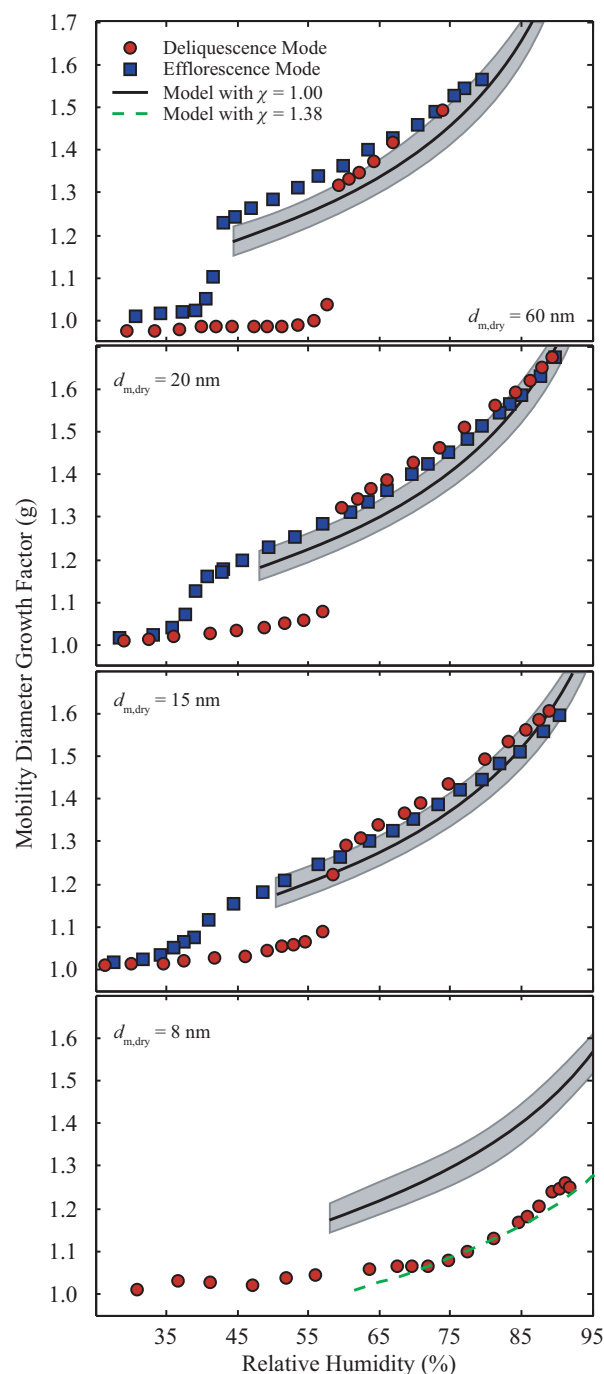 1.7
1.6
1.5
1.4
1.3
1.2
1.1
1.0
Deliquescence Mode
Efflorescence Mode
Model with χ = 1.00
Model with χ = 1.38
d_m,dry = 60 nm
1.6
1.5
1.4
1.3
1.2
1.1
1.0
d_m,dry = 20 nm
Mobility Diameter Growth Factor (g)
1.6
1.5
1.4
1.3
1.2
1.1
1.0
d_m,dry = 15 nm
1.6
1.5
1.4
1.3
1.2
1.1
1.0
d_m,dry = 8 nm
35 45 55 65 75 85 95
Relative Humidity (%)